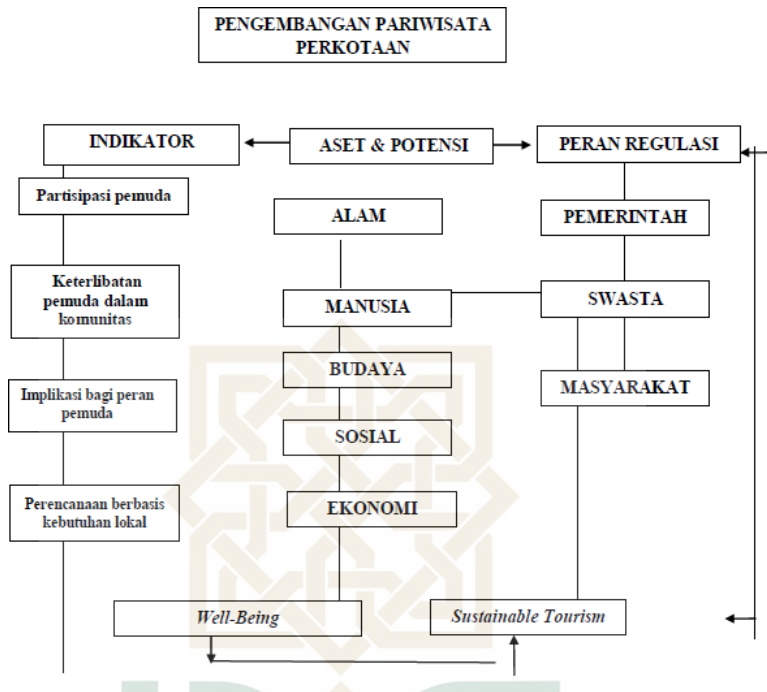 PENGEMBANGAN PARIWISATA
PERKOTAAN
INDIKATOR
ASET & POTENSI
PERAN REGULASI
Partisipasi pemuda
Keterlibatan
pemuda dalam
komunitas
Implikasi bagi peran
pemuda
Perencanaan berbasis
kebutuhan lokal
ALAM
MANUSIA
BUDAYA
SOSIAL
EKONOMI
PEMERINTAH
SWASTA
MASYARAKAT
Well-Being
Sustainable Tourism